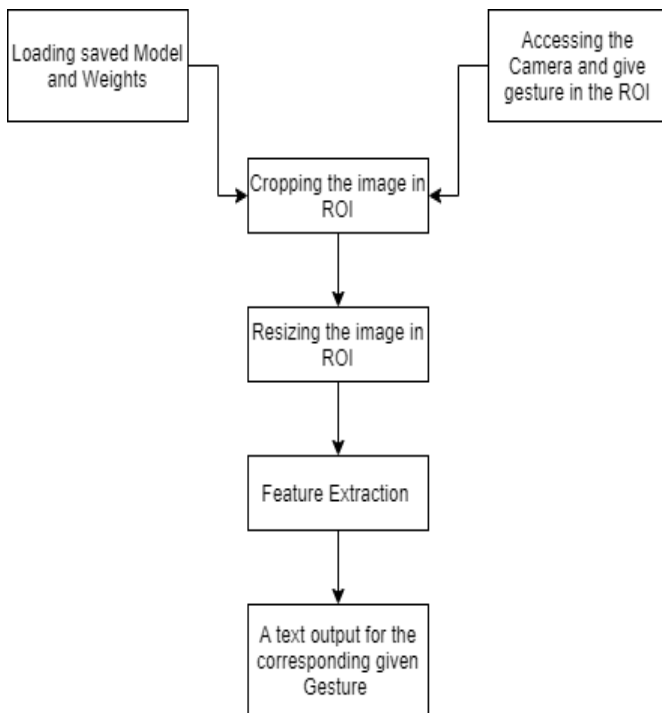 Loading saved Model
and Weights
Accessing the
Camera and give
gesture in the ROI
Cropping the image in
ROI
Resizing the image in
ROI
Feature Extraction
A text output for the
corresponding given
Gesture